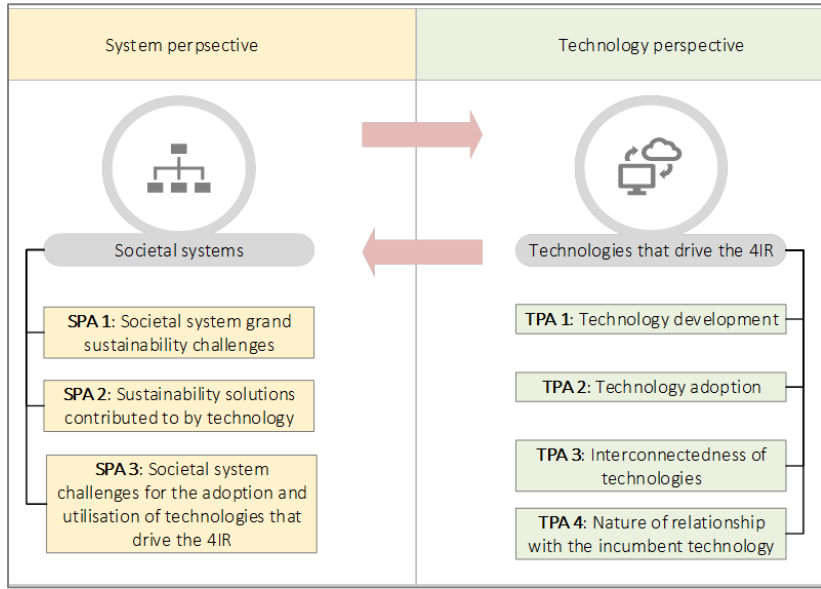 System perpsective
Technology perspective
Societal systems
Technologies that drive the 4IR
SPA 1: Societal system grand
sustainability challenges
SPA 2: Sustainability solutions
contributed to by technology
SPA 3: Societal system
challenges for the adoption and
utilisation of technologies that
drive the 4IR
TPA 1: Technology development
TPA 2: Technology adoption
TPA 3: Interconnectedness of
technologies
TPA 4: Nature of relationship
with the incumbent technology